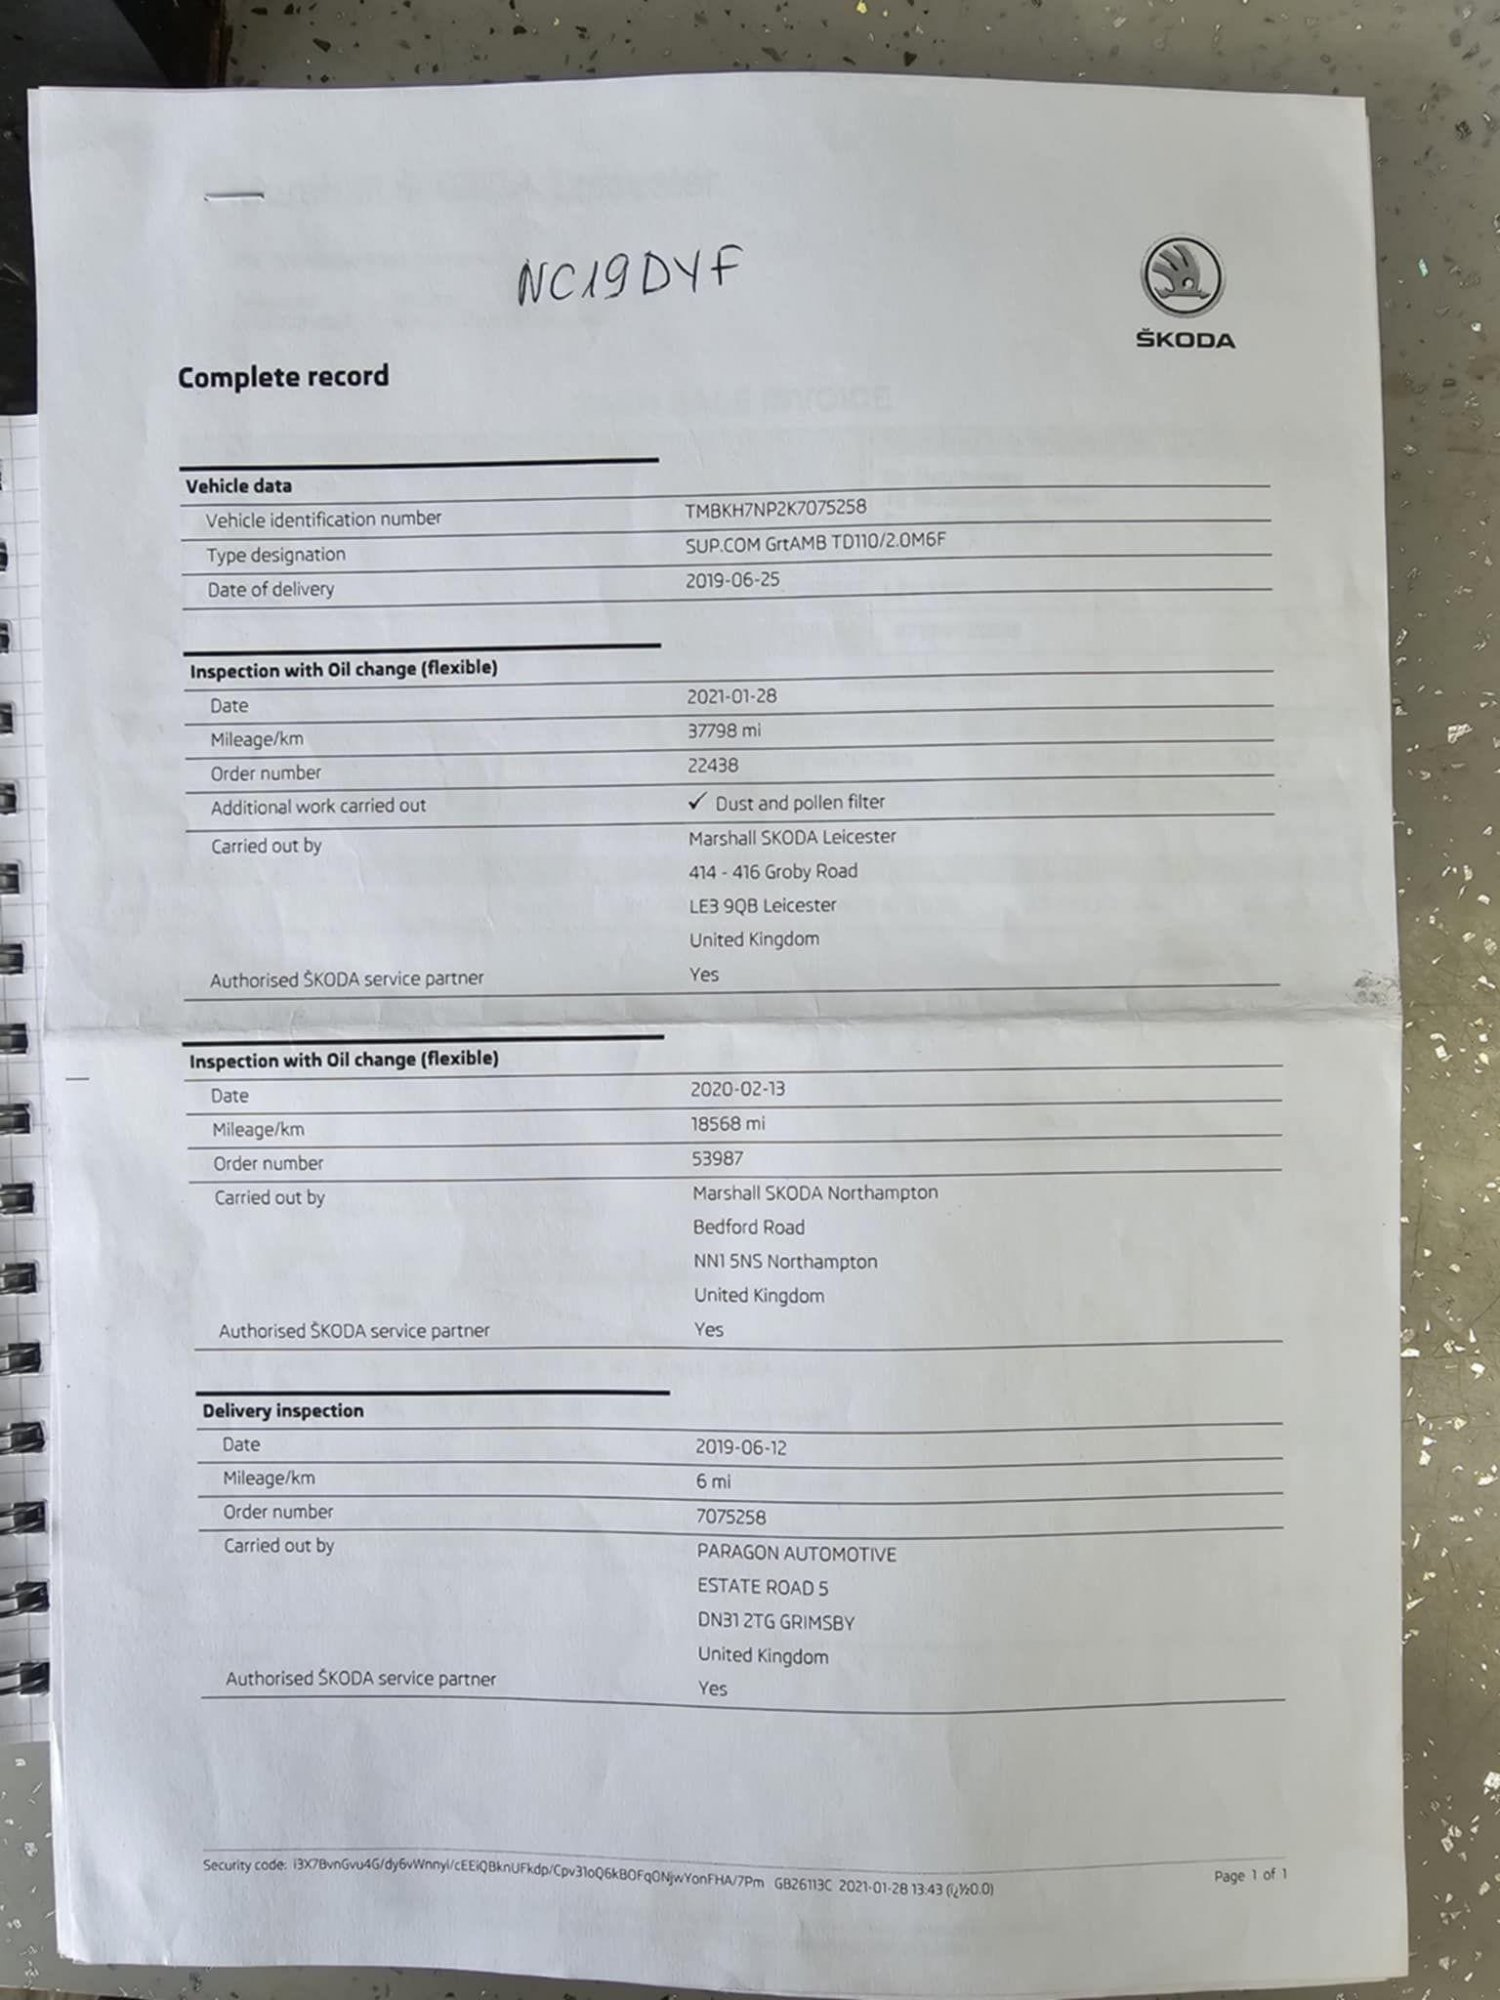 NC19DYF
ŠKODA
Complete record
Vehicle data
Vehicle identification number TMBKH7NP2K7075258
Type designation SUP.COM GrtAMB TD110/2.0M6F
Date of delivery 2019-06-25
Inspection with Oil change (flexible)
Date 2021-01-28
Mileage/km 37798 mi
Order number 22438
Additional work carried out ✓ Dust and pollen filter
Carried out by Marshall SKODA Leicester
414 - 416 Groby Road
LE3 9QB Leicester
United Kingdom
Authorised ŠKODA service partner Yes
Inspection with Oil change (flexible)
Date 2020-02-13
Mileage/km 18568 mi
Order number 53987
Carried out by Marshall SKODA Northampton
Bedford Road
NN1 5NS Northampton
United Kingdom
Authorised ŠKODA service partner Yes
Delivery inspection
Date 2019-06-12
Mileage/km 6 mi
Order number 7075258
Carried out by PARAGON AUTOMOTIVE
ESTATE ROAD 5
DN31 2TG GRIMSBY
United Kingdom
Authorised ŠKODA service partner Yes
Security code: GB26113C 2021-01-28 13:43
Page 1 of 1